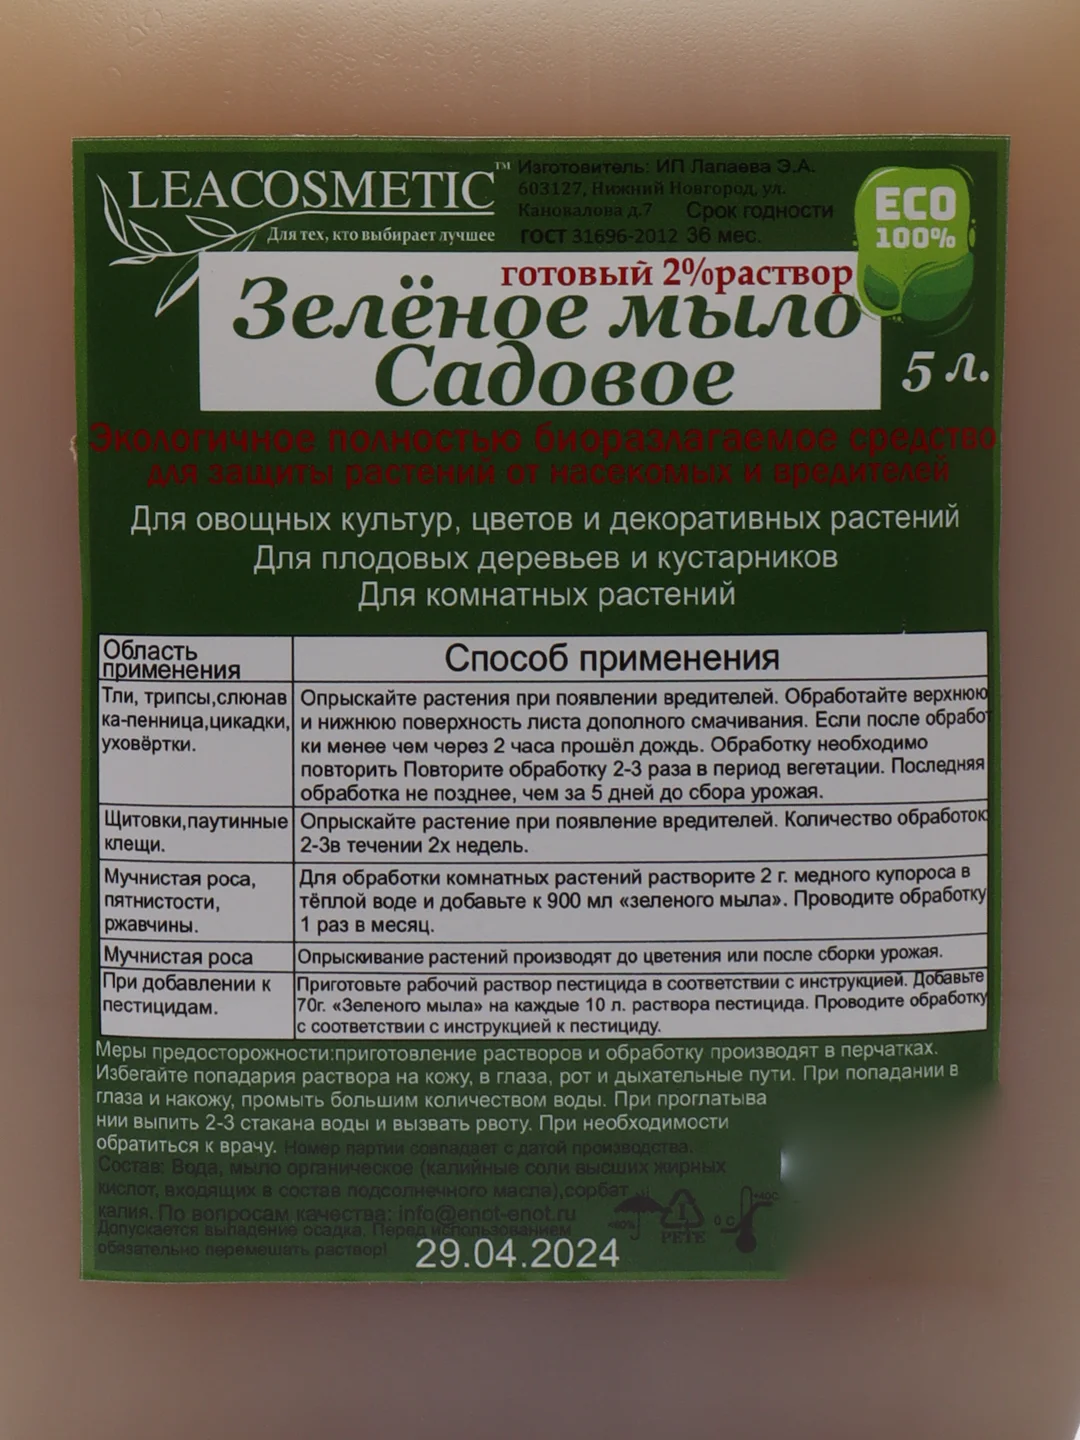 LEACOSMETIC™
Для тех, кто выбирает лучшее
Изготовитель: ИП Лапаева Э.А.
603127, Нижний Новгород, ул.
Кановалова д.7 Срок годности
ГОСТ 31696-2012 36 мес.
ECO
100%
готовый 2%раствор
Зелёное мыло
Садовое
5 л.
Экологичное полностью биоразлагаемое средство
для защиты растений от насекомых и вредителей
Для овощных культур, цветов и декоративных растений
Для плодовых деревьев и кустарников
Для комнатных растений
Область
применения
Способ применения
Тли, трипсы,слюнав
ка-пенница,цикадки,
уховёртки.
Опрыскайте растения при появлении вредителей. Обработайте верхнюю
и нижнюю поверхность листа дополного смачивания. Если после обработ
ки менее чем через 2 часа прошёл дождь. Обработку необходимо
повторить Повторите обработку 2-3 раза в период вегетации. Последняя
обработка не позднее, чем за 5 дней до сбора урожая.
Щитовки,паутинные
клещи.
Опрыскайте растение при появление вредителей. Количество обработок:
2-3в течении 2х недель.
Мучнистая роса,
пятнистости,
ржавчины.
Для обработки комнатных растений растворите 2 г. медного купороса в
тёплой воде и добавьте к 900 мл «зеленого мыла». Проводите обработку
1 раз в месяц.
Мучнистая роса
Опрыскивание растений производят до цветения или после сборки урожая.
При добавлении к
пестицидам.
Приготовьте рабочий раствор пестицида в соответствии с инструкцией. Добавьте
70г. «Зеленого мыла» на каждые 10 л. раствора пестицида. Проводите обработку
с соответствии с инструкцией к пестициду.
Меры предосторожности:приготовление растворов и обработку производят в перчатках.
Избегайте попадария раствора на кожу, в глаза, рот и дыхательные пути. При попадании в
глаза и накожу, промыть большим количеством воды. При проглатыва
нии выпить 2-3 стакана воды и вызвать рвоту. При необходимости
обратиться к врачу. Номер партии совпадает с датой производства.
Состав: Вода, мыло органическое (калийные соли высших жирных
кислот, входящих в состав подсолнечного масла),сорбат
калия. По вопросам качества: info@enot-enot.ru
Допускается выпадение осадка. Перед использованием
обязательно перемешать раствор!
29.04.2024
1
PETE